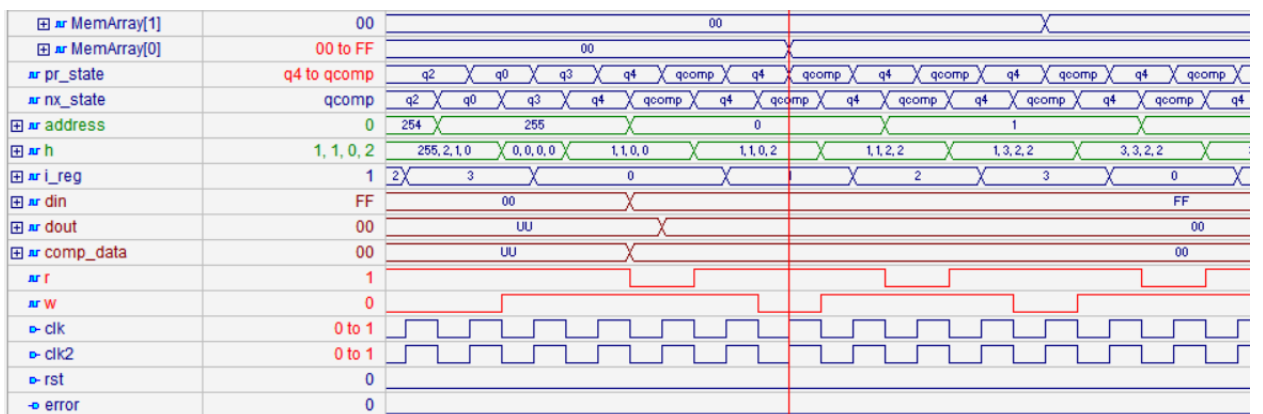 MemArray[1] 00 00
MemArray[0] 00 to FF 00
pr_state q4 to qcomp q2 q0 q3 q4 qcomp q4 qcomp q4 qcomp q4 qcomp q4 qcomp
nx_state qcomp q2 q0 q3 q4 qcomp q4 qcomp q4 qcomp q4 qcomp q4 qcomp q4
address 0 254 255 0 1
h 1, 1, 0, 2 255, 2, 1, 0 0, 0, 0, 0 1, 1, 0, 0 1, 1, 0, 2 1, 1, 2, 2 1, 3, 2, 2 3, 3, 2, 2
i_reg 1 2 3 0 1 2 3 0
din FF 00 FF
dout 00 UU 00
comp_data 00 UU 00
r 1
w 0
clk 0 to 1
clk2 0 to 1
rst 0
error 0